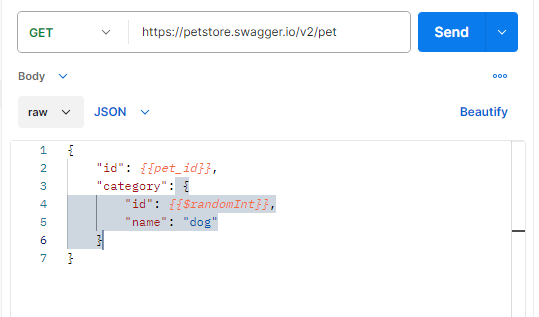 GET https://petstore.swagger.io/v2/pet Send
Body
raw JSON Beautify
1 {
2 "id": {{pet_id}},
3 "category": {
4 "id": {{$randomInt}},
5 "name": "dog"
6 }
7 }